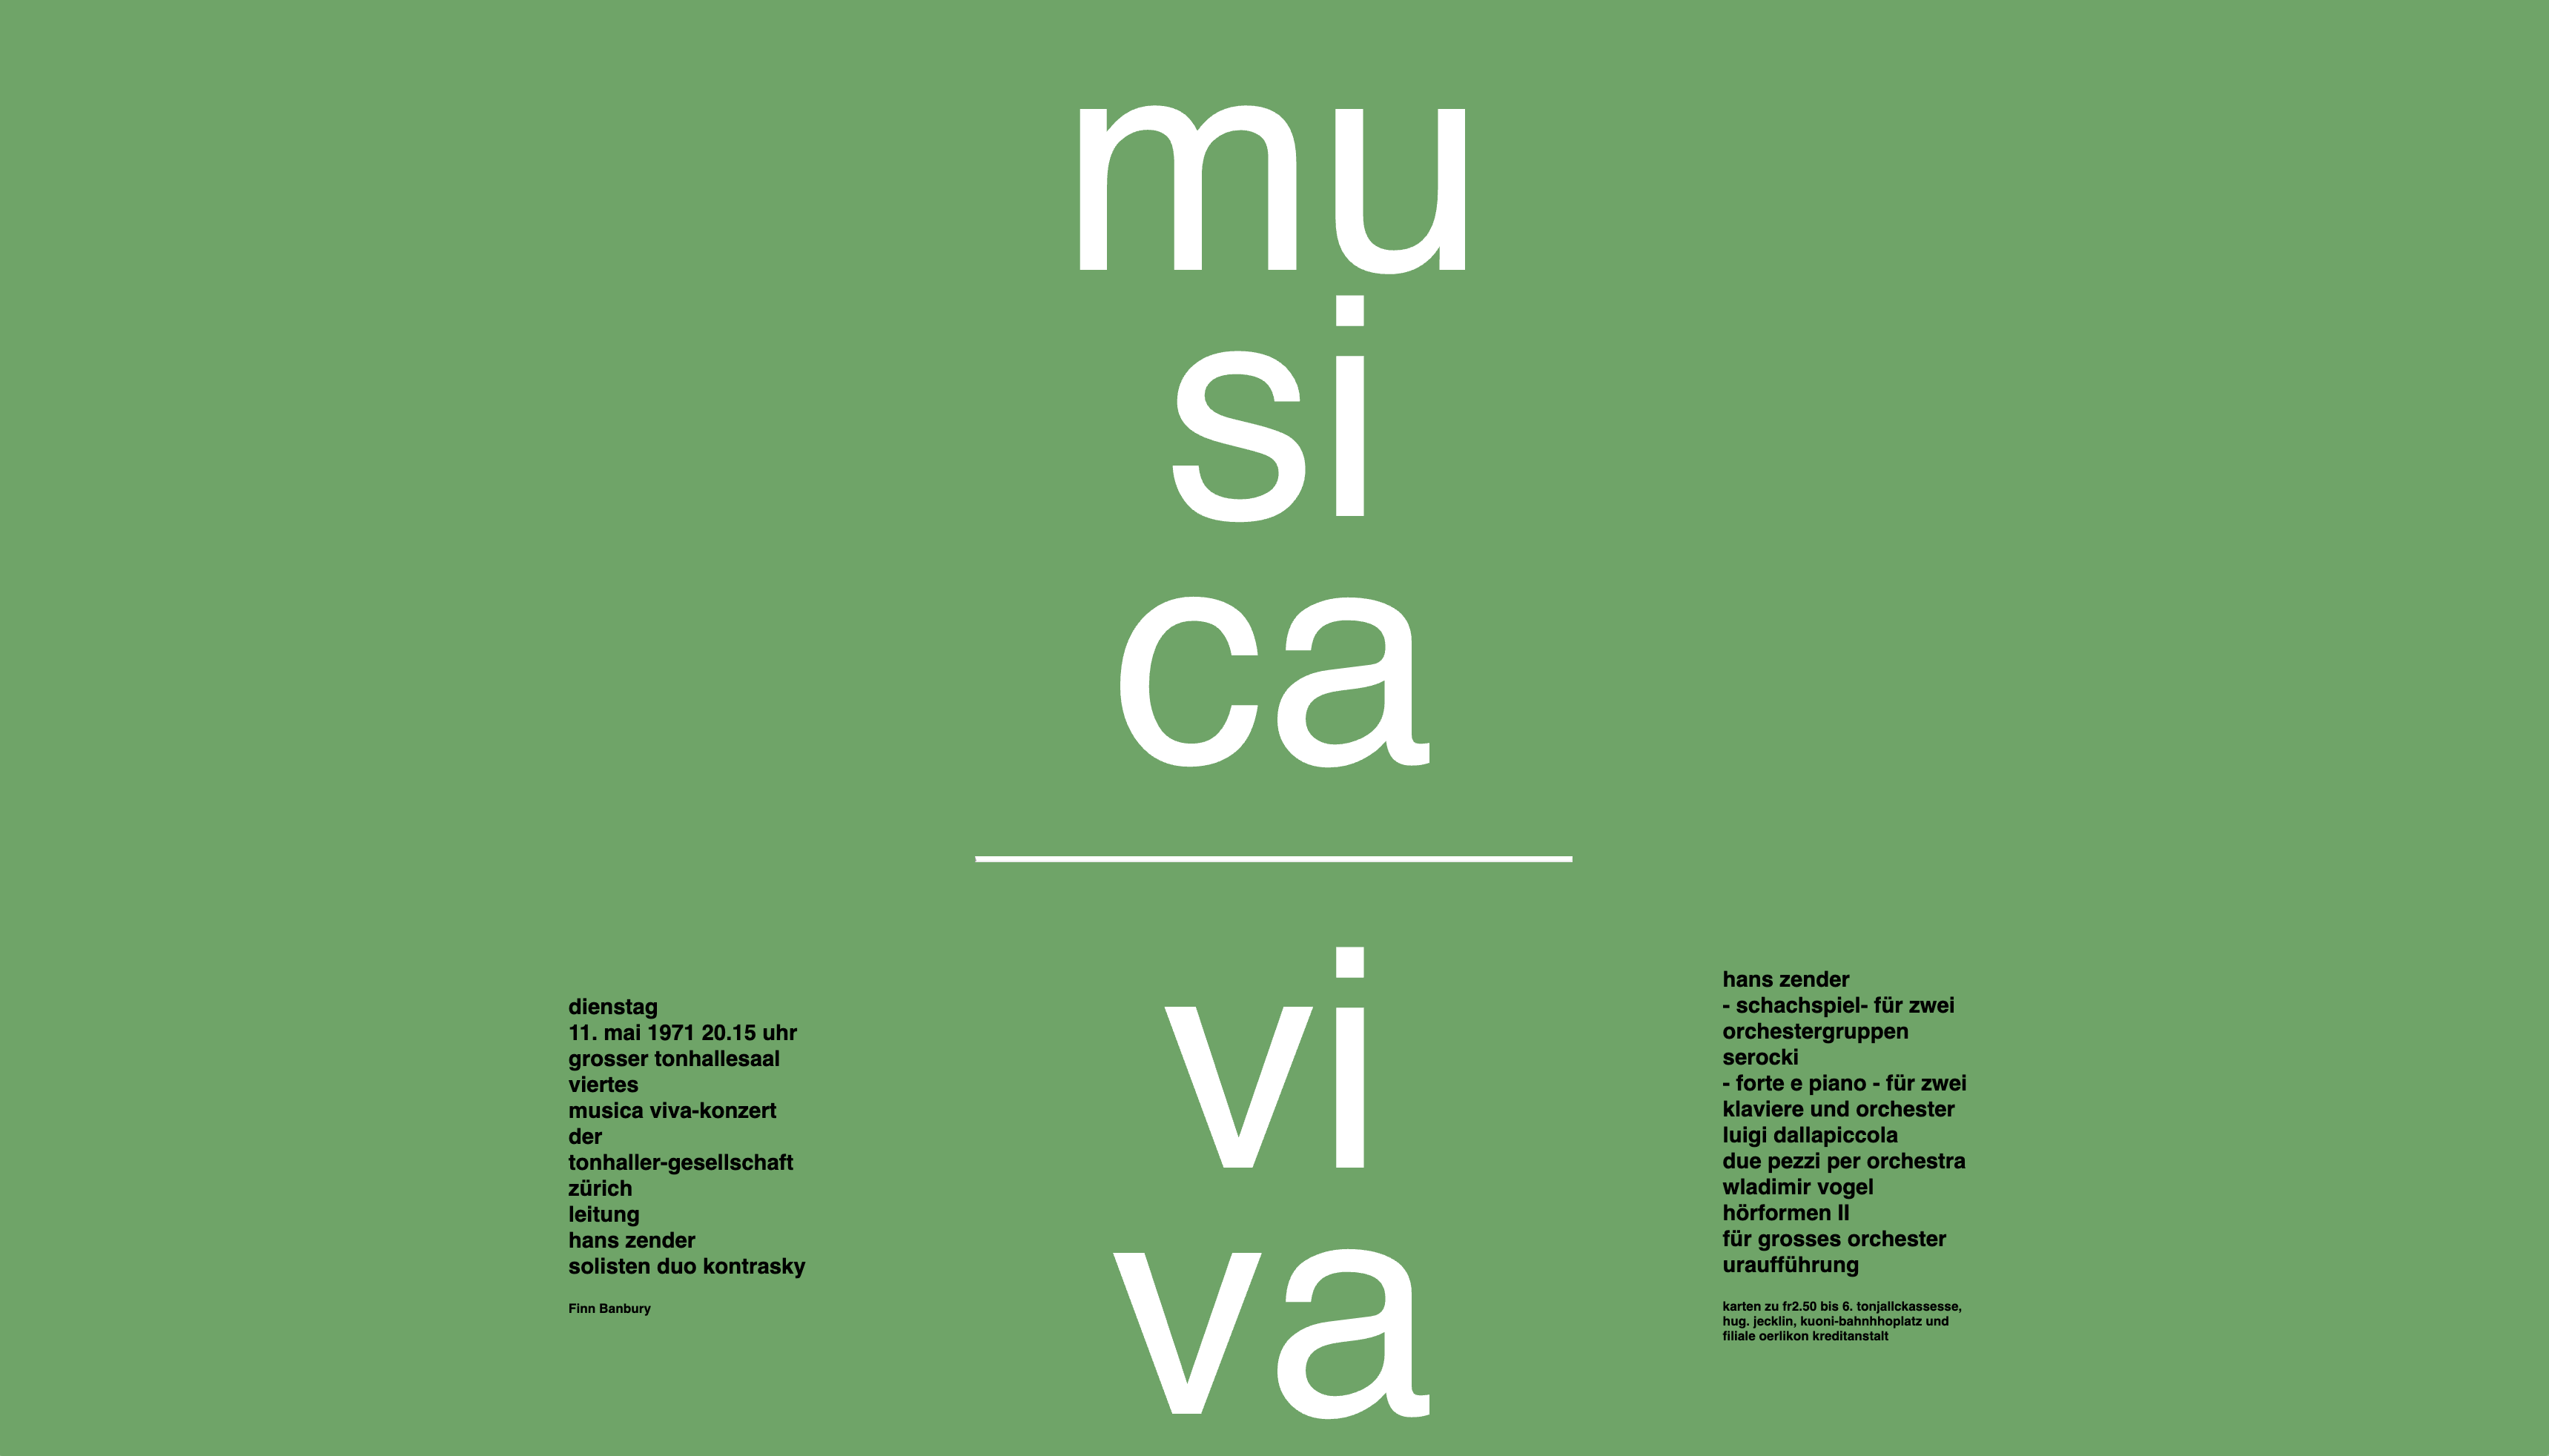 mu
si
ca
vi
va
dienstag
11. mai 1971 20.15 uhr
grosser tonhallesaal
viertes
musica viva-konzert
der
tonhaller-gesellschaft
zürich
leitung
hans zender
solisten duo kontrasky
Finn Banbury
hans zender
- schachspiel- für zwei
orchestergruppen
serocki
- forte e piano - für zwei
klaviere und orchester
luigi dallapiccola
due pezzi per orchestra
wladimir vogel
hörformen II
für grosses orchester
uraufführung
karten zu fr2.50 bis 6. tonjallckassesse,
hug. jecklin, kuoni-bahnhhoplatz und
filiale oerlikon kreditanstalt